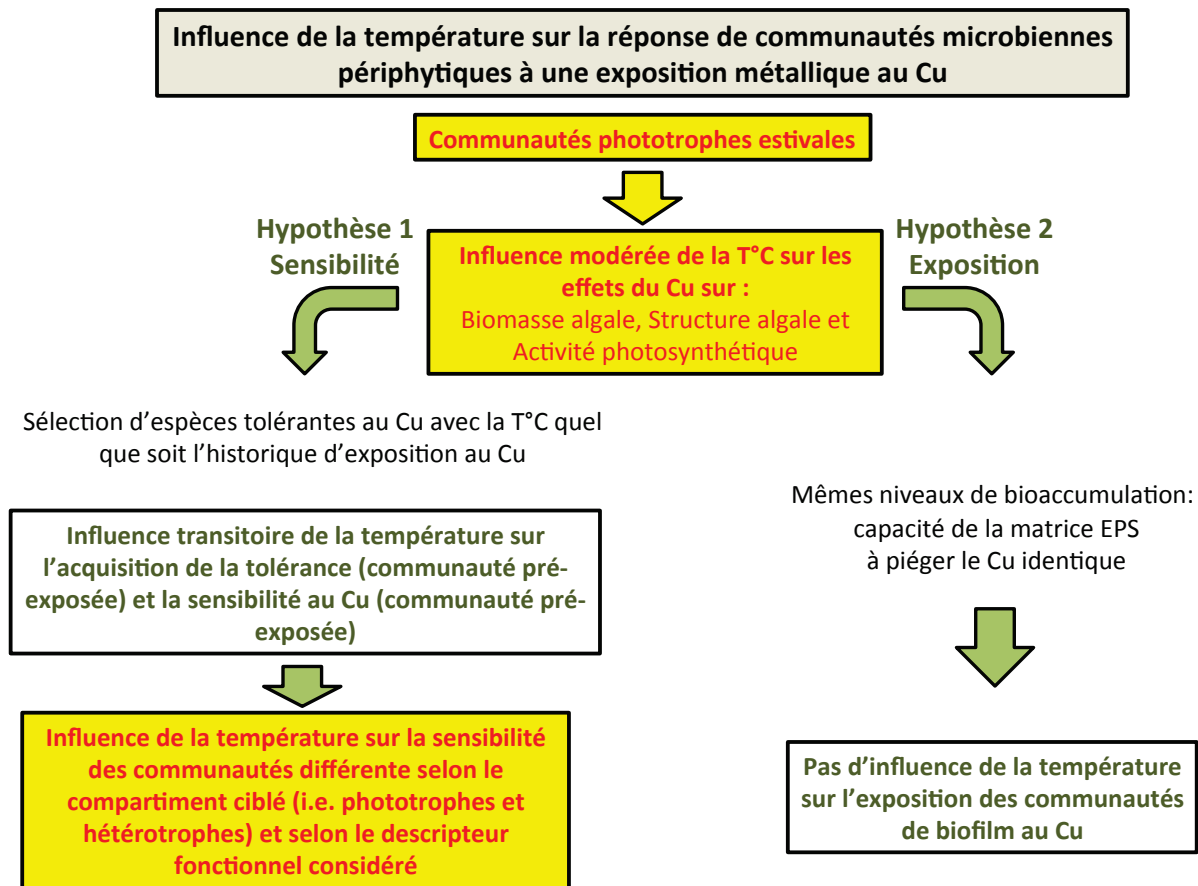 Influence de la température sur la réponse de communautés microbiennes
périphytiques à une exposition métallique au Cu
Communautés phototrophes estivales
Hypothèse 1
Sensibilité
Influence modérée de la T°C sur les
effets du Cu sur :
Biomasse algale, Structure algale et
Activité photosynthétique
Hypothèse 2
Exposition
Sélection d'espèces tolérantes au Cu avec la T°C quel
que soit l'historique d'exposition au Cu
Influence transitoire de la température sur
l'acquisition de la tolérance (communauté pré-
exposée) et la sensibilité au Cu (communauté pré-
exposée)
Influence de la température sur la sensibilité
des communautés différente selon le
compartiment ciblé (i.e. phototrophes et
hétérotrophes) et selon le descripteur
fonctionnel considéré
Mêmes niveaux de bioaccumulation:
capacité de la matrice EPS
à piéger le Cu identique
Pas d'influence de la température
sur l'exposition des communautés
de biofilm au Cu